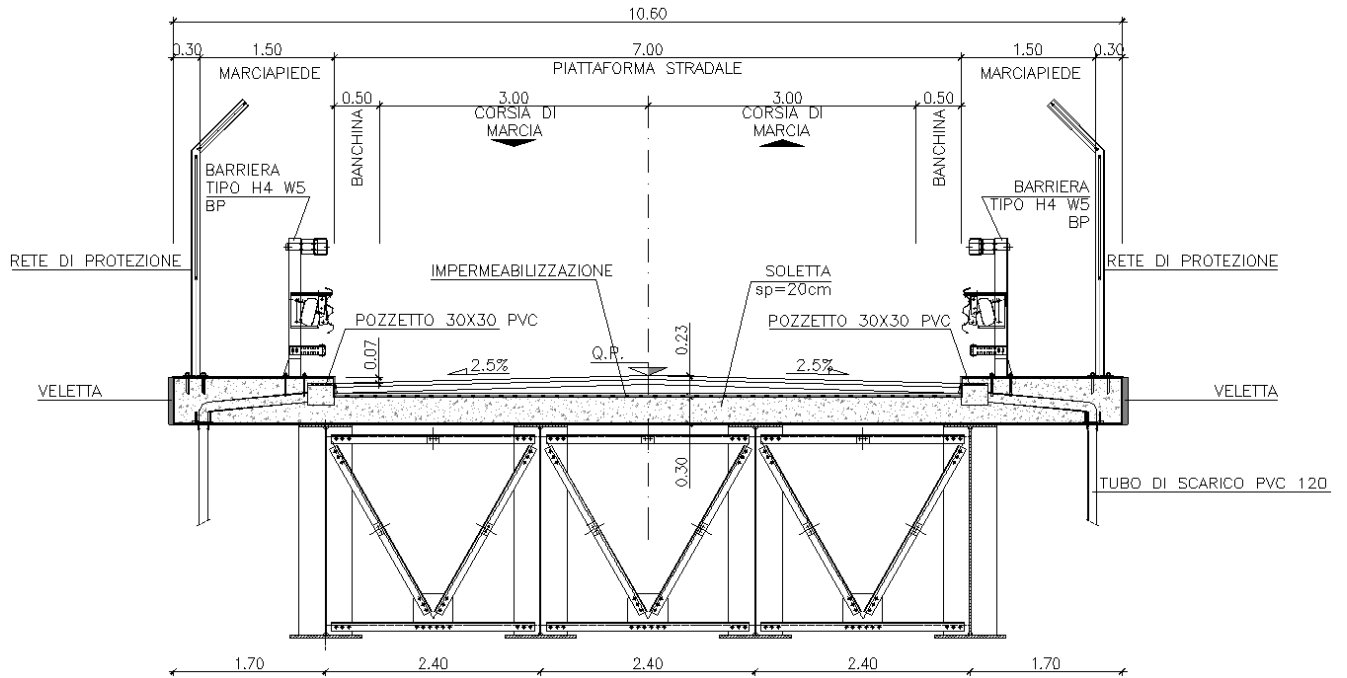 10.60
0.30 1.50 7.00 1.50 0.30
MARCIAPIEDE PIATTAFORMA STRADALE MARCIAPIEDE
0.50 3.00 3.00 0.50
CORSIA DI
MARCIA
CORSIA DI
MARCIA
BANCHINA
BANCHINA
BARRIERA
TIPO H4 W5
BP
BARRIERA
TIPO H4 W5
BP
RETE DI PROTEZIONE
IMPERMEABILIZZAZIONE
SOLETTA
sp=20cm
RETE DI PROTEZIONE
POZZETTO 30X30 PVC
POZZETTO 30X30 PVC
0.07
2.5%
Q.P.
0.23
2.5%
VELETTA
VELETTA
0.30
TUBO DI SCARICO PVC 120
1.70 2.40 2.40 2.40 1.70